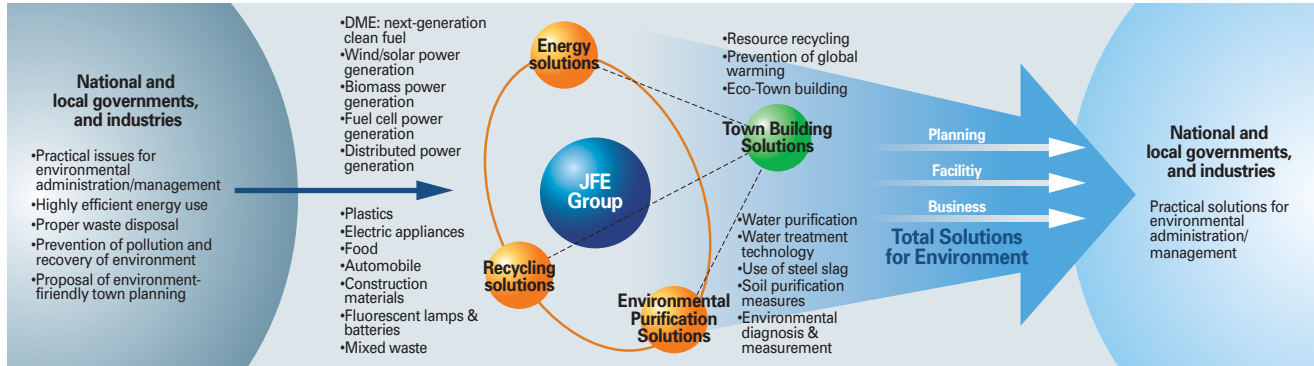 National and
local governments,
and industries
•Practical issues for
environmental
administration/management
•Highly efficient energy use
•Proper waste disposal
•Prevention of pollution and
recovery of environment
•Proposal of environment-
firiendly town planning
•DME: next-generation
clean fuel
•Wind/solar power
generation
•Biomass power
generation
•Fuel cell power
generation
•Distributed power
generation
•Plastics
•Electric appliances
•Food
•Automobile
•Construction
materials
•Fluorescent lamps &
batteries
•Mixed waste
Energy
solutions
JFE
Group
Recycling
solutions
Environmental
Purification
Solutions
Town Building
Solutions
•Resource recycling
•Prevention of global
warming
•Eco-Town building
•Water purification
•Water treatment
technology
•Use of steel slag
•Soil purification
measures
•Environmental
diagnosis &
measurement
Planning
Facilitiy
Business
Total Solutions
for Environment
National and
local governments,
and industries
Practical solutions for
environmental
administration/
management